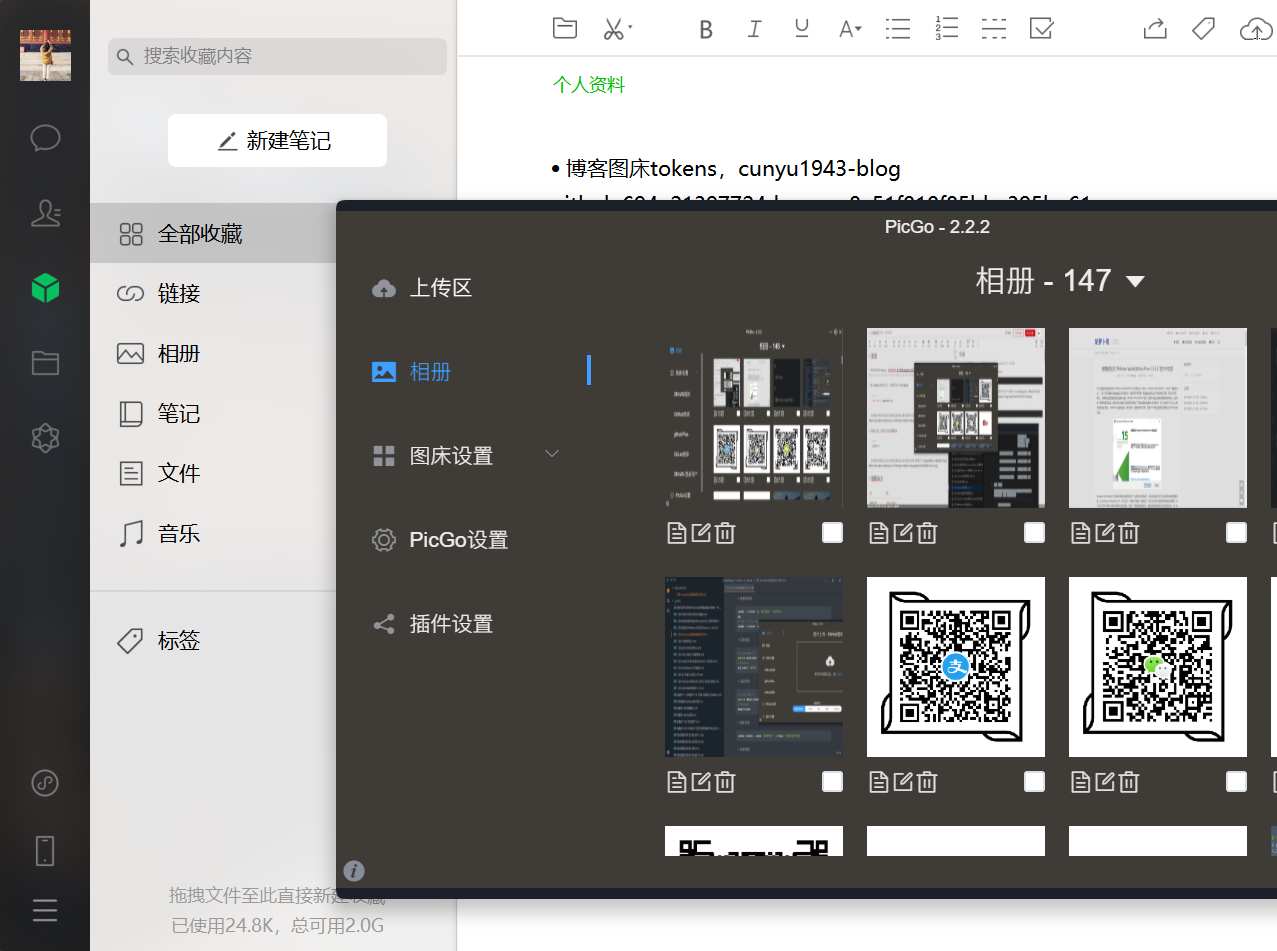 搜索收藏内容
新建笔记
全部收藏
链接
相册
笔记
文件
音乐
标签
拖拽文件至此直接新建收藏
已使用24.8K，总可用2.0G
个人资料
• 博客图床tokens，cunyu1943-blog
PicGo - 2.2.2
上传区
相册
图床设置
PicGo设置
插件设置
相册 - 147